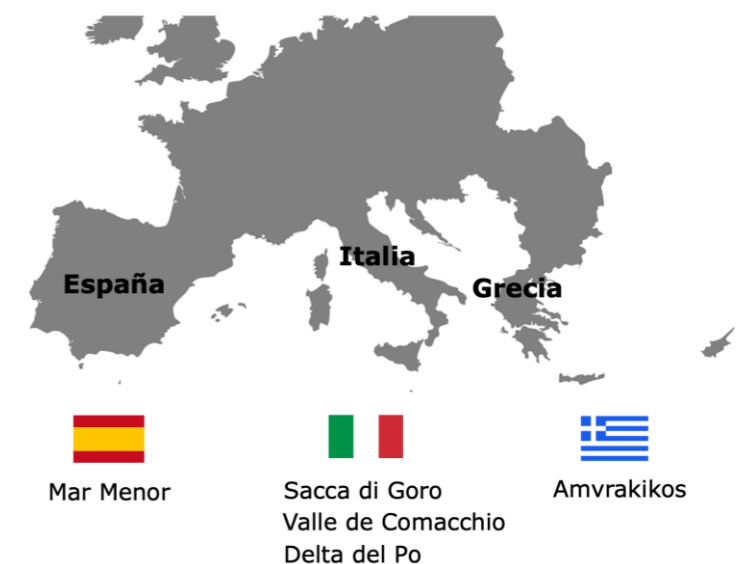 España
Italia
Grecia
Mar Menor
Sacca di Goro
Valle de Comacchio
Delta del Po
Amvrakikos